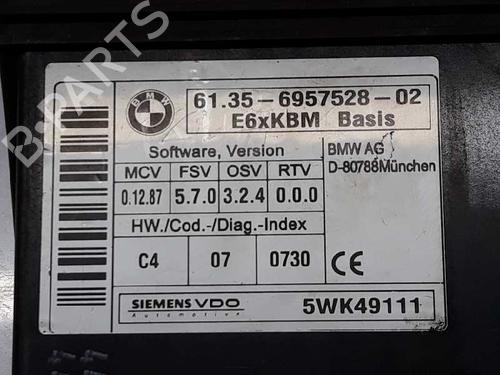 BMW
61.35-6957528-02
E6xKBM Basis
Software, Version
MCV FSV OSV RTV
0.12.87 5.7.0 3.2.4 0.0.0
HW./Cod.-/Diag.-Index
C4 07 0730
BMW AG
D-80788München
CE
SIEMENS VDO
Automotive
5WK49111
B-PARTS